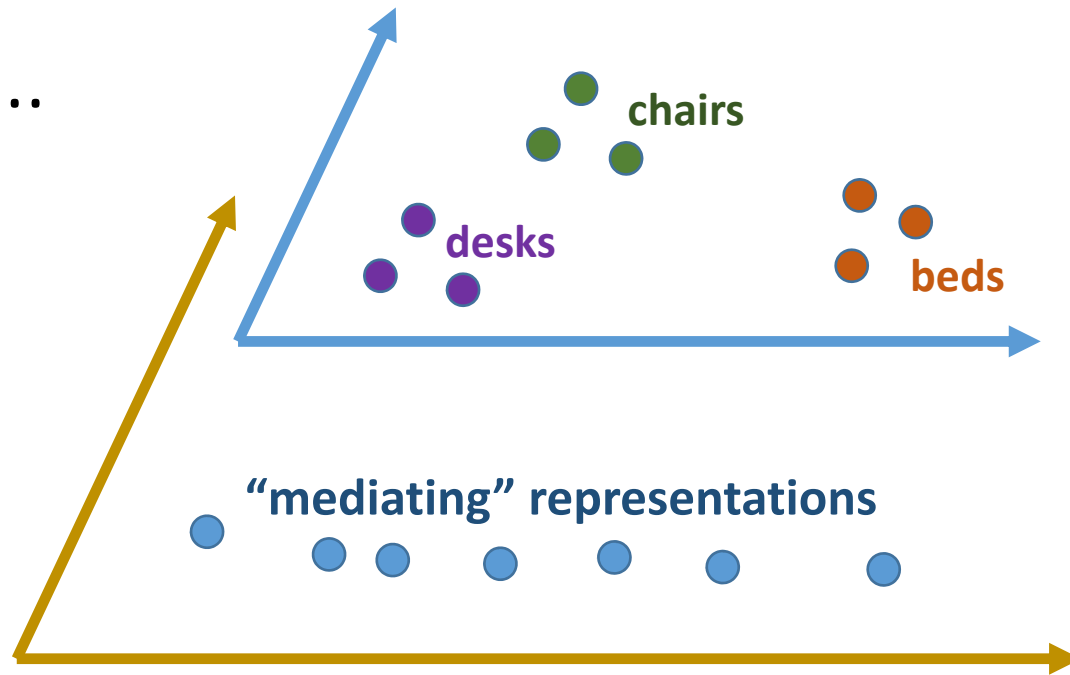 ..
chairs
desks
beds
“mediating” representations